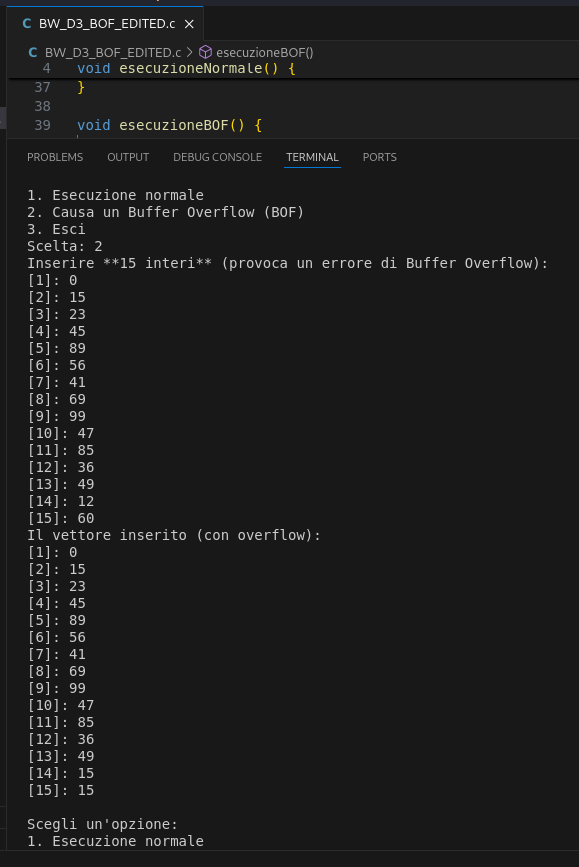 C BW_D3_BOF_EDITED.c ×
C BW_D3_BOF_EDITED.c > esecuzioneBOF()
4 void esecuzioneNormale() {
37 }
38
39 void esecuzioneBOF() {
PROBLEMS OUTPUT DEBUG CONSOLE TERMINAL PORTS
1. Esecuzione normale
2. Causa un Buffer Overflow (BOF)
3. Esci
Scelta: 2
Inserire **15 interi** (provoca un errore di Buffer Overflow):
[1]: 0
[2]: 15
[3]: 23
[4]: 45
[5]: 89
[6]: 56
[7]: 41
[8]: 69
[9]: 99
[10]: 47
[11]: 85
[12]: 36
[13]: 49
[14]: 12
[15]: 60
Il vettore inserito (con overflow):
[1]: 0
[2]: 15
[3]: 23
[4]: 45
[5]: 89
[6]: 56
[7]: 41
[8]: 69
[9]: 99
[10]: 47
[11]: 85
[12]: 36
[13]: 49
[14]: 15
[15]: 15
Scegli un'opzione:
1. Esecuzione normale